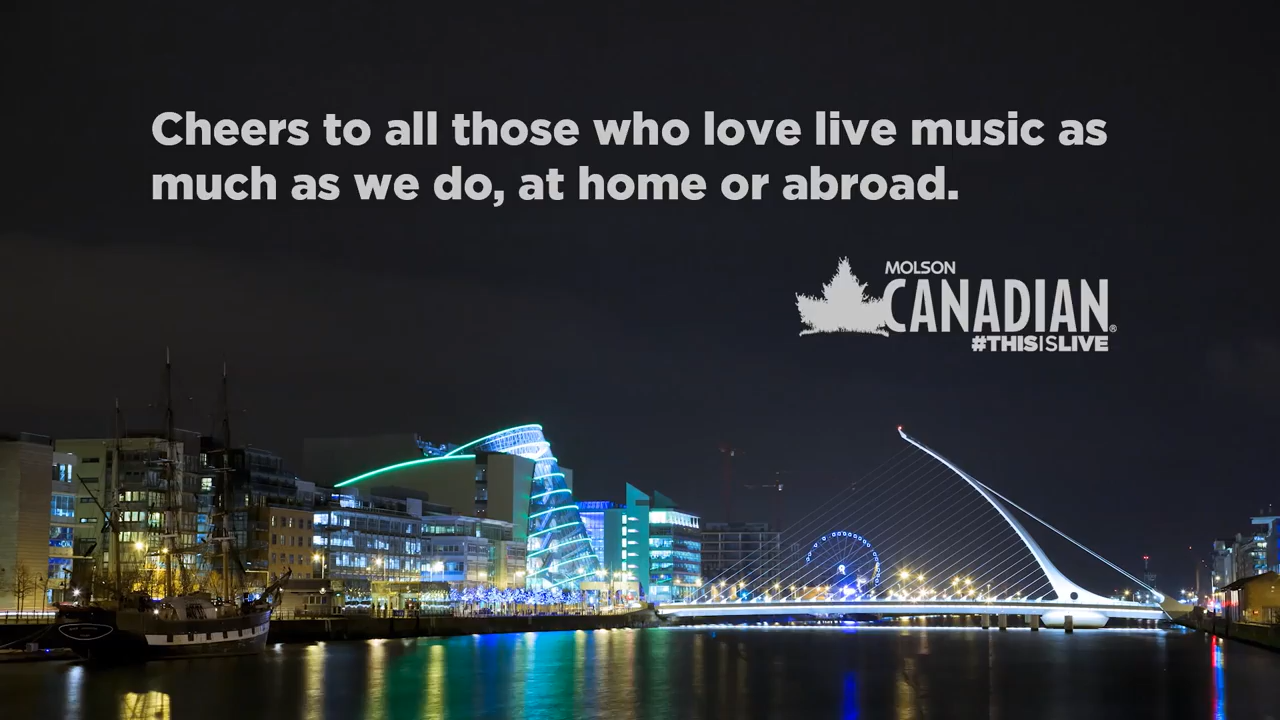 Cheers to all those who love live music as
much as we do, at home or abroad.
MOLSON
CANADIAN®
#THISISLIVE